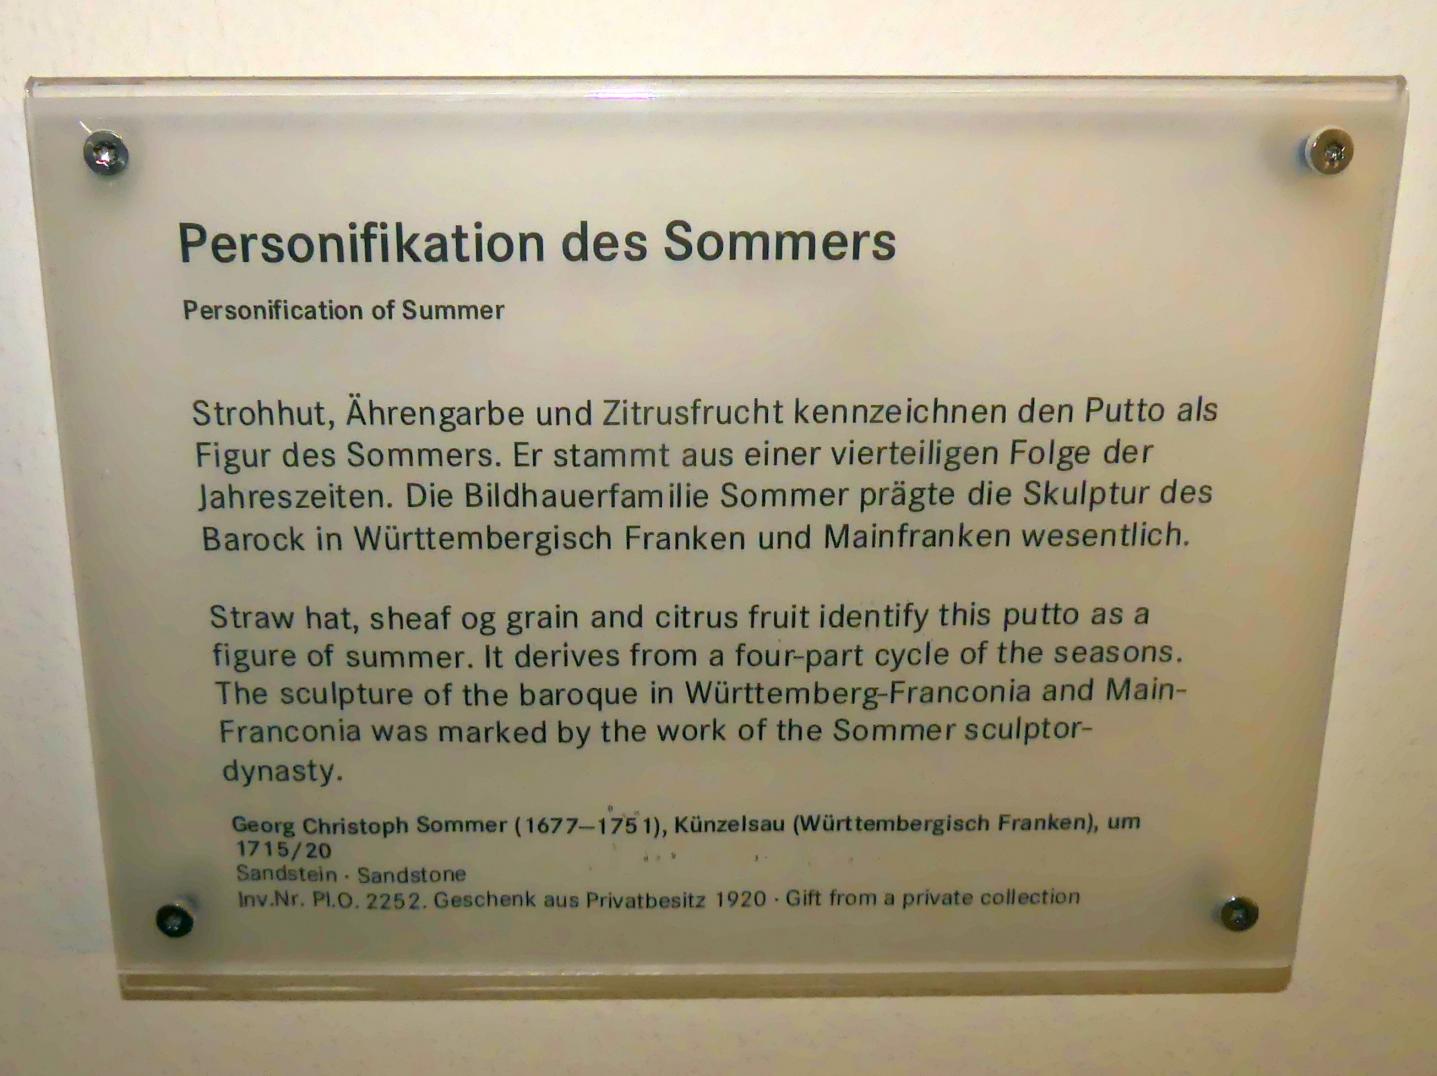 Personifikation des Sommers
Personification of Summer
Strohhut, Ährengarbe und Zitrusfrucht kennzeichnen den Putto als
Figur des Sommers. Er stammt aus einer vierteiligen Folge der
Jahreszeiten. Die Bildhauerfamilie Sommer prägte die Skulptur des
Barock in Württembergisch Franken und Mainfranken wesentlich.
Straw hat, sheaf og grain and citrus fruit identify this putto as a
figure of summer. It derives from a four-part cycle of the seasons.
The sculpture of the baroque in Württemberg-Franconia and Main-
Franconia was marked by the work of the Sommer sculptor-
dynasty.
Georg Christoph Sommer (1677–1751), Künzelsau (Württembergisch Franken), um
1715/20
Sandstein · Sandstone
Inv.Nr. Pl.O. 2252. Geschenk aus Privatbesitz 1920 · Gift from a private collection